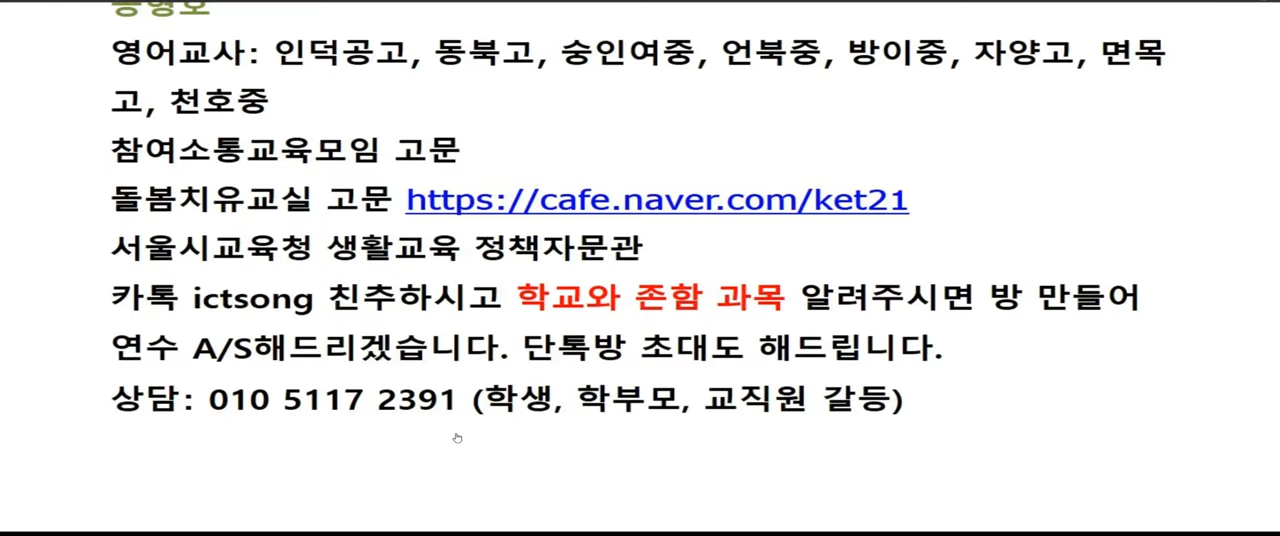 영어교사: 인덕공고, 동북고, 숭인여중, 언북중, 방이중, 자양고, 면목
고, 천호중
참여소통교육모임 고문
돌봄치유교실 고문 https://cafe.naver.com/ket21
서울시교육청 생활교육 정책자문관
카톡 ictsong 친추하시고 학교와 존함 과목 알려주시면 방 만들어
연수 A/S해드리겠습니다. 단톡방 초대도 해드립니다.
상담: 010 5117 2391 (학생, 학부모, 교직원 갈등)